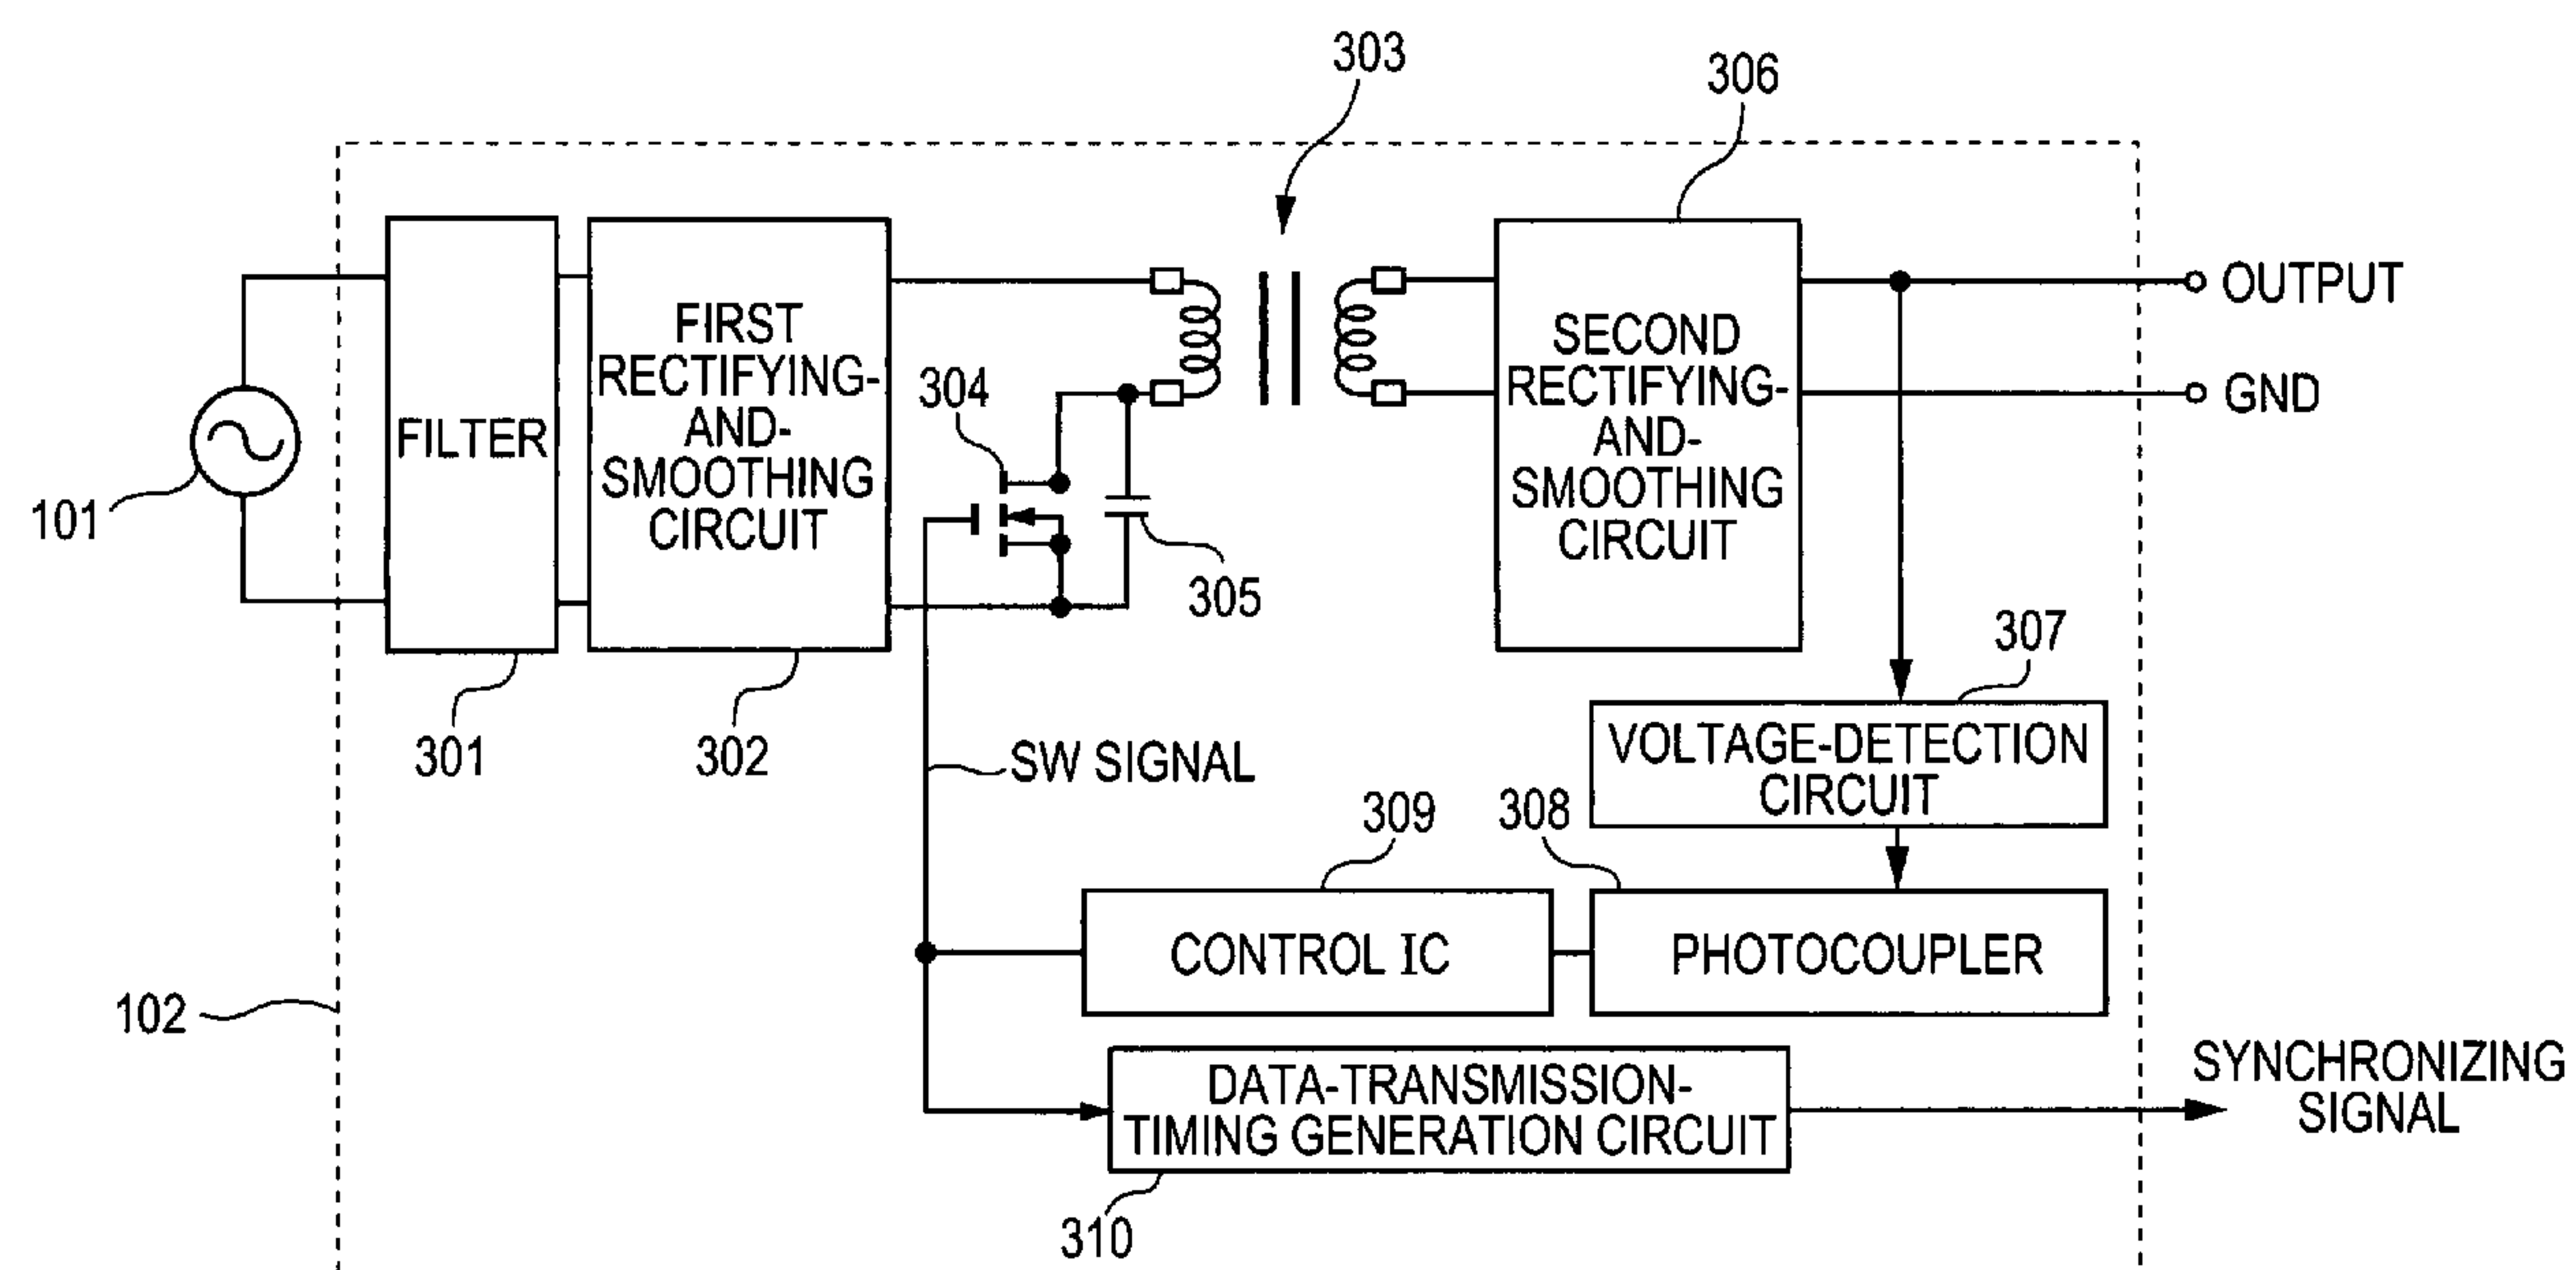 303
306
FILTER
FIRST
RECTIFYING-
AND-
SMOOTHING
CIRCUIT
304
305
SECOND
RECTIFYING-
AND-
SMOOTHING
CIRCUIT
OUTPUT
GND
101
301
302
307
SW SIGNAL
VOLTAGE-DETECTION
CIRCUIT
309
308
CONTROL IC
PHOTOCOUPLER
102
DATA-TRANSMISSION-
TIMING GENERATION CIRCUIT
SYNCHRONIZING
SIGNAL
310